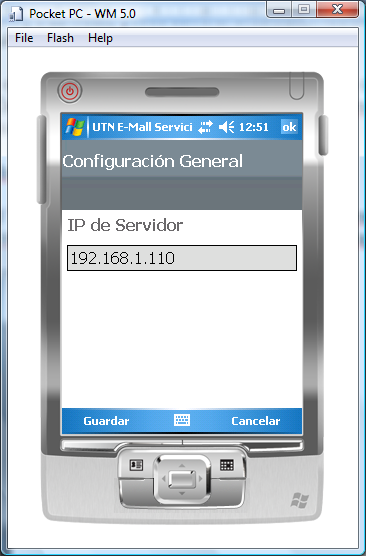 Pocket PC - WM 5.0
File Flash Help
UTN E-Mall Servici 12:51 ok
Configuración General
IP de Servidor
192.168.1.110
Guardar Cancelar